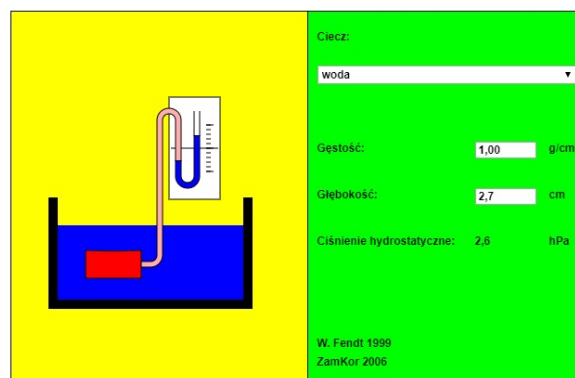 Ciecz:
woda
Gęstość: 1,00 g/cm
Głębokość: 2,7 cm
Ciśnienie hydrostatyczne: 2,6 hPa
W. Fendt 1999
ZamKor 2006